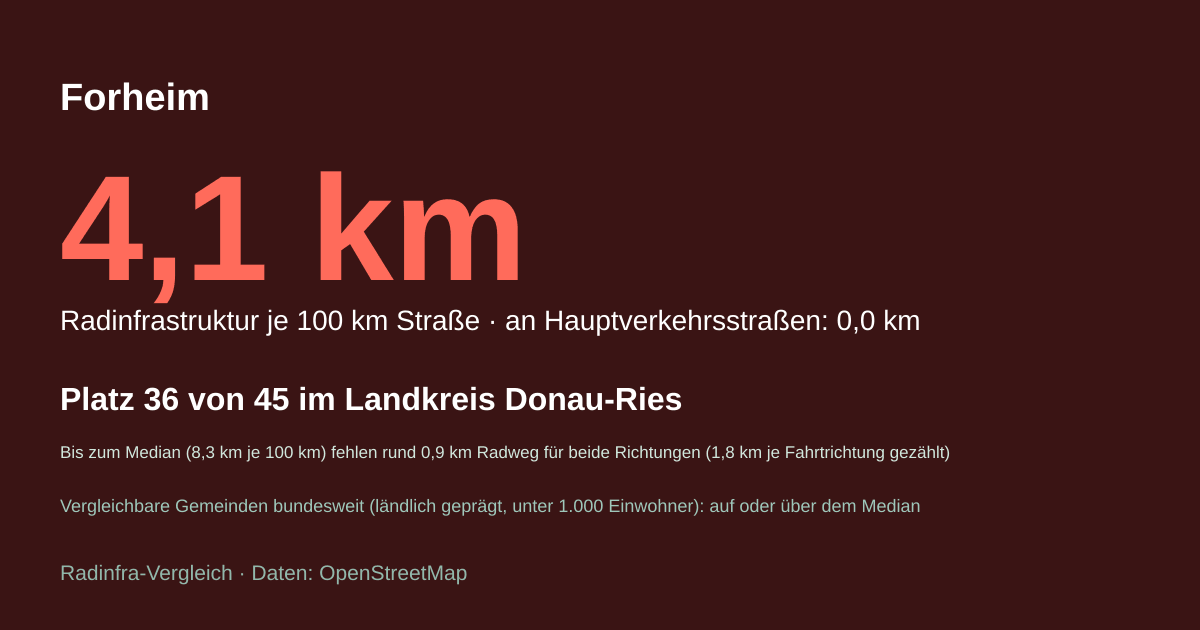 Forheim
4,1 km
Radinfrastruktur je 100 km Straße · an Hauptverkehrsstraßen: 0,0 km
Platz 36 von 45 im Landkreis Donau-Ries
Bis zum Median (8,3 km je 100 km) fehlen rund 0,9 km Radweg für beide Richtungen (1,8 km je Fahrtrichtung gezählt)
Vergleichbare Gemeinden bundesweit (ländlich geprägt, unter 1.000 Einwohner): auf oder über dem Median
Radinfra-Vergleich · Daten: OpenStreetMap